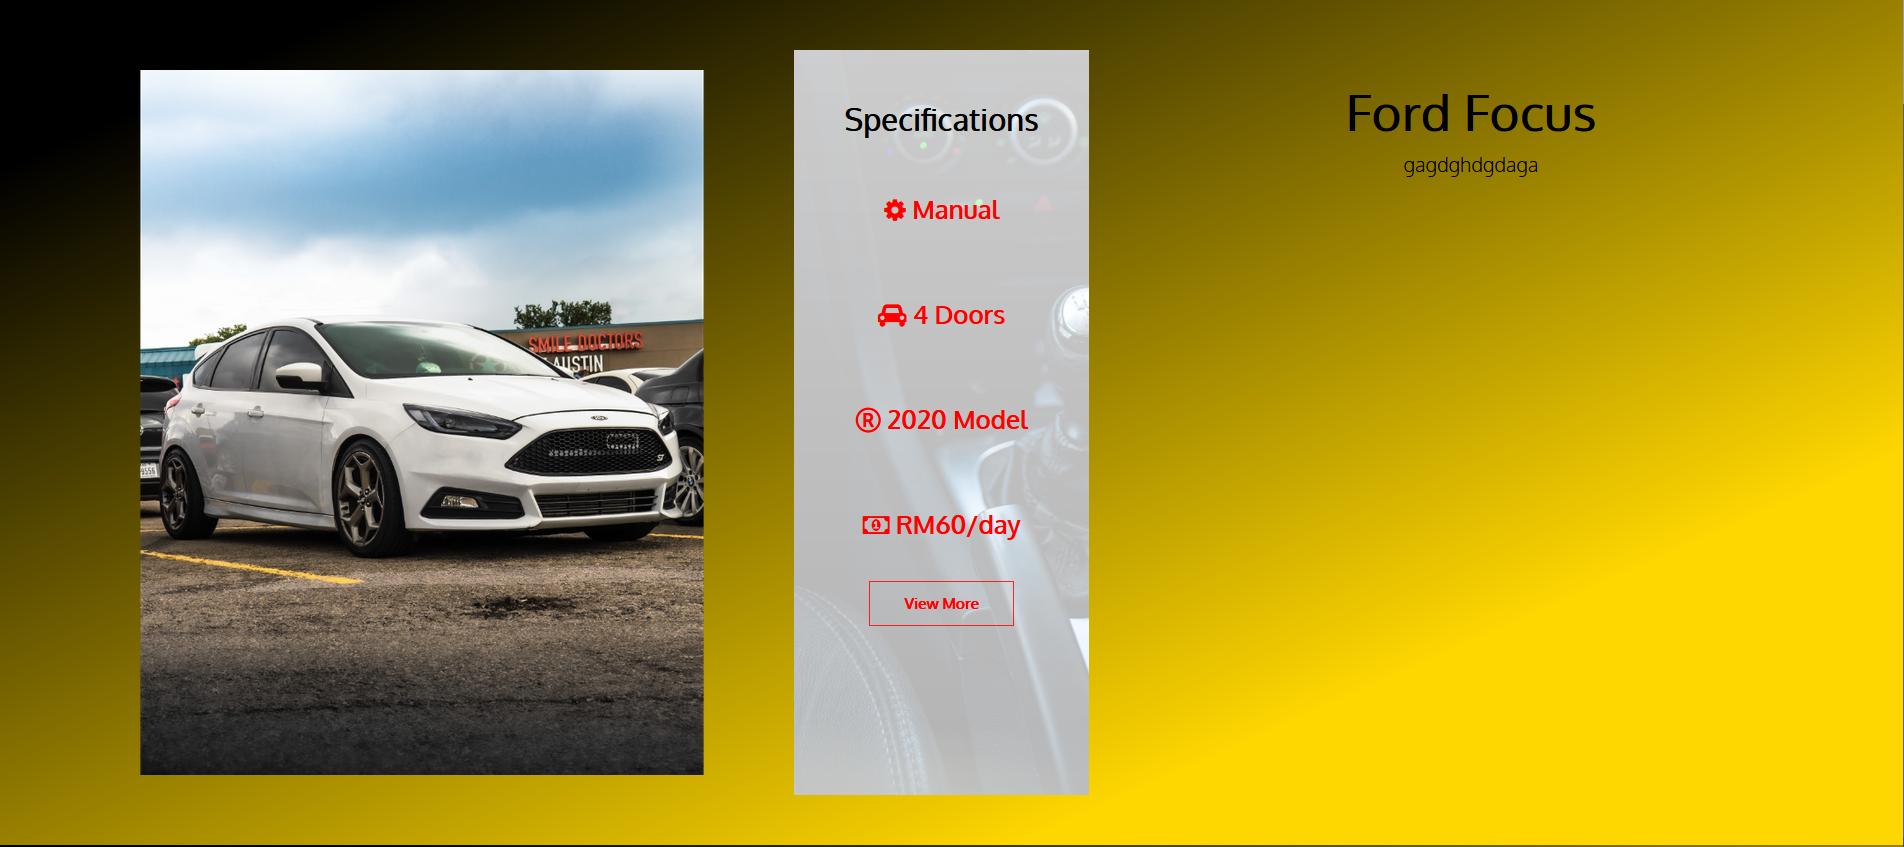 SMILE DOCTORS
AUSTIN
Specifications
Manual
4 Doors
® 2020 Model
RM60/day
View More
Ford Focus
gagdghdgdaga